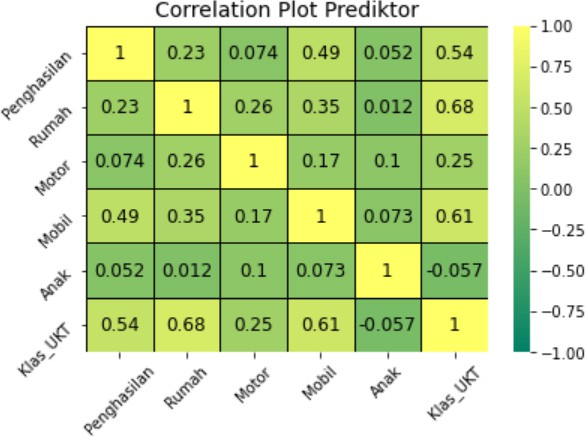 Correlation Plot Prediktor
Penghasilan 1 0.23 0.074 0.49 0.052 0.54
Rumah 0.23 1 0.26 0.35 0.012 0.68
Motor 0.074 0.26 1 0.17 0.1 0.25
Mobil 0.49 0.35 0.17 1 0.073 0.61
Anak 0.052 0.012 0.1 0.073 1 -0.057
Klas_UKT 0.54 0.68 0.25 0.61 -0.057 1
Penghasilan Rumah Motor Mobil Anak Klas_UKT
1.00
0.75
0.50
0.25
0.00
−0.25
−0.50
−0.75
−1.00